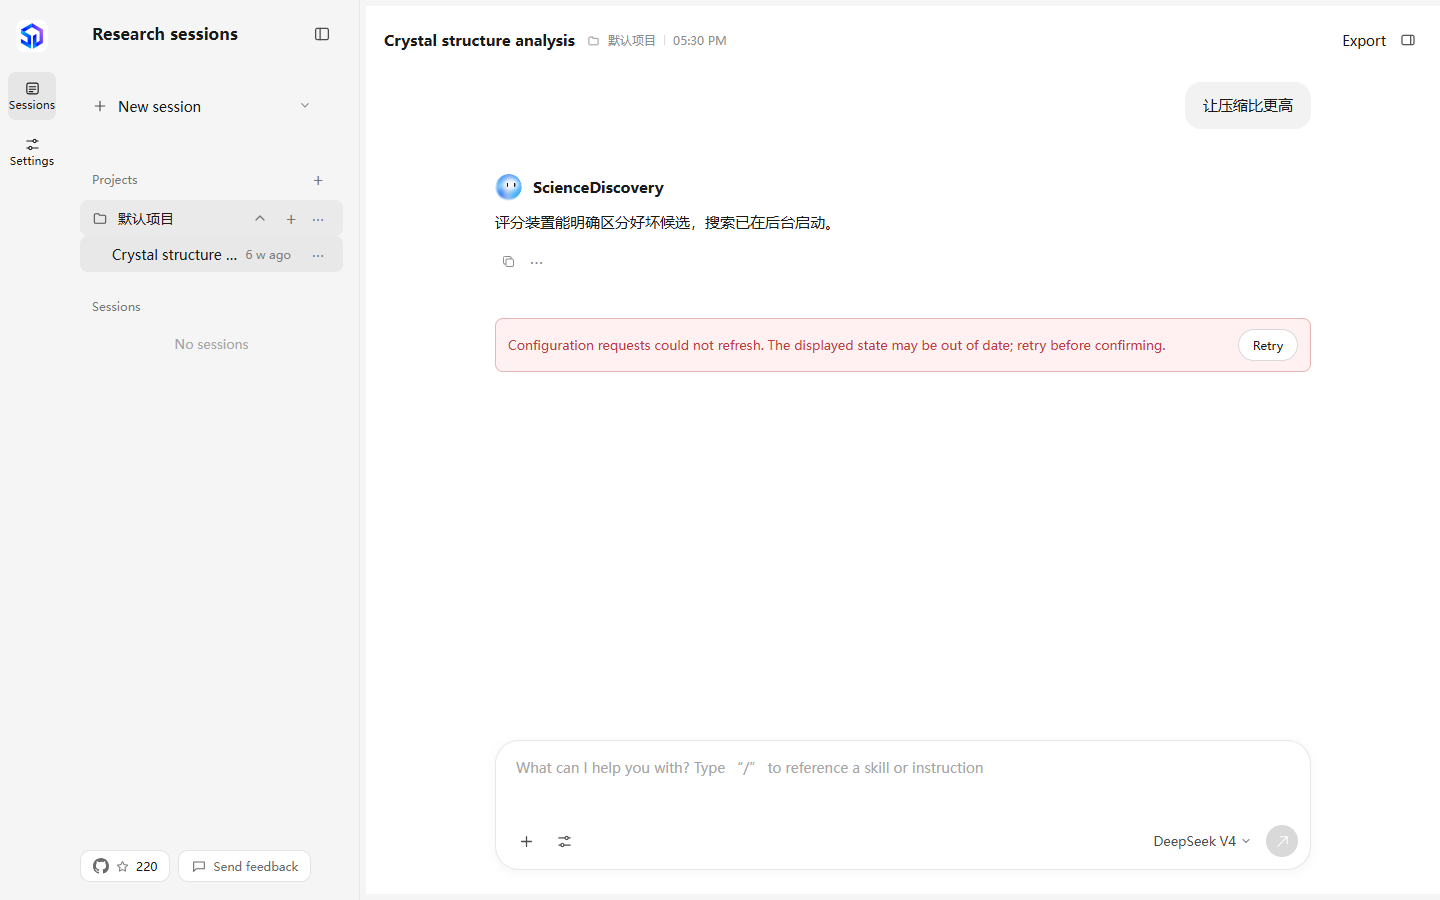 Research sessions
Sessions
Settings
New session
Projects
默认项目
Crystal structure ...
6 w ago
Sessions
No sessions
220
Send feedback
Crystal structure analysis
默认项目
05:30 PM
Export
让压缩比更高
ScienceDiscovery
评分装置能明确区分好坏候选，搜索已在后台启动。
Configuration requests could not refresh. The displayed state may be out of date; retry before confirming.
Retry
What can I help you with? Type “/” to reference a skill or instruction
DeepSeek V4